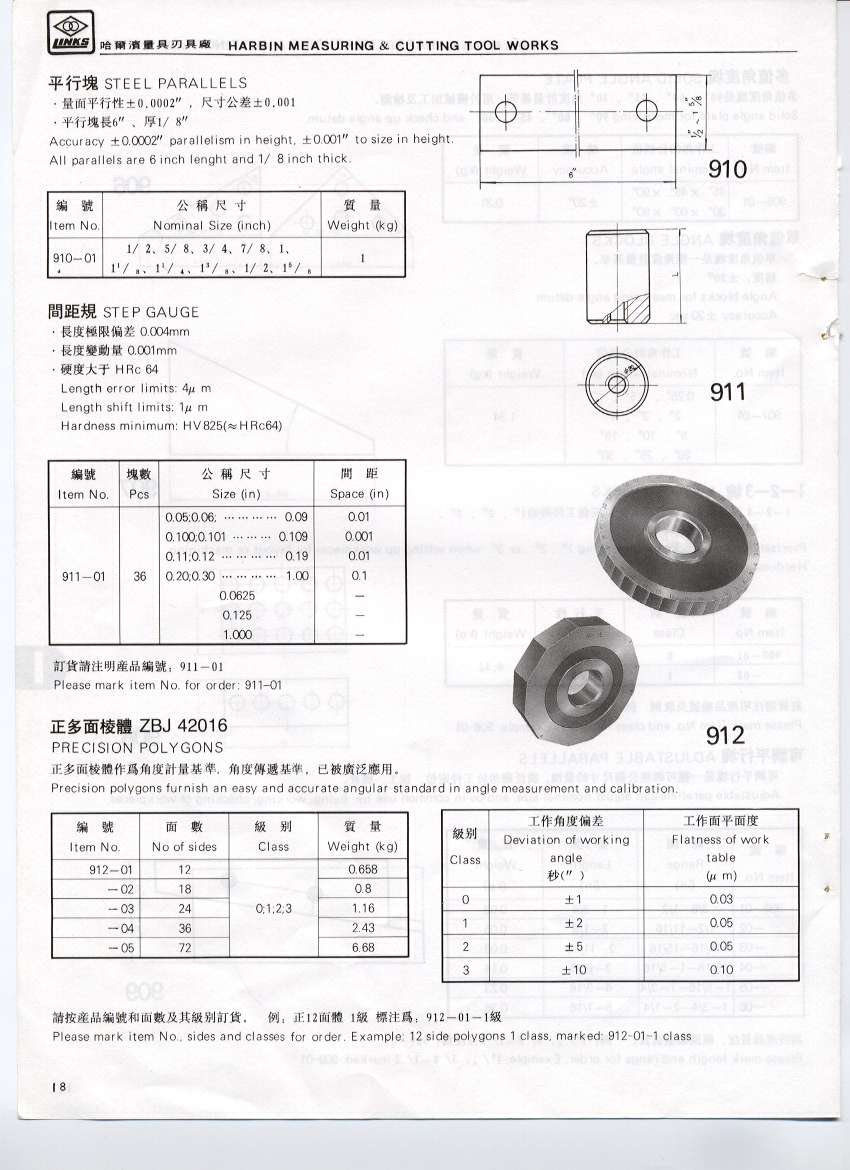 LINKS
哈爾濱量具刃具廠 HARBIN MEASURING & CUTTING TOOL WORKS
平行塊 STEEL PARALLELS
· 量面平行性±0.0002″ , 尺寸公差±0.001
· 平行塊長6″ 、厚1/ 8″
Accuracy ±0.0002″ parallelism in height, ±0.001″ to size in height.
All parallels are 6 inch lenght and 1/ 8 inch thick.
6″
910
編 號 公 稱 尺 寸 質 量
Item No. Nominal Size (inch) Weight (kg)
910—01 1/ 2、5/ 8、3/ 4、7/ 8、1、 1
L
911
間距規 STEP GAUGE
· 長度極限偏差 0.004mm
· 長度變動量 0.001mm
· 硬度大于 HRc 64
Length error limits: 4μ m
Length shift limits: 1μ m
Hardness minimum: HV825(≈HRc64)
編號 塊數 公 稱 尺 寸 間 距
Item No. Pcs Size (in) Space (in)
0.05;0.06; ………… 0.09 0.01
0.100;0.101 ……… 0.109 0.001
0.11;0.12 ………… 0.19 0.01
911—01 36 0.20;0.30 ………… 1.00 0.1
0.0625 —
0.125 —
1.000 —
訂貨請注明産品編號: 911—01
Please mark item No. for order: 911—01
912
正多面棱體 ZBJ 42016
PRECISION POLYGONS
正多面棱體作爲角度計量基準, 角度傳遞基準, 已被廣泛應用。
Precision polygons furnish an easy and accurate angular standard in angle measurement and calibration.
編 號 面 數 級 别 質 量
Item No. No of sides Class Weight (kg)
912—01 12 0.658
—02 18 0.8
—03 24 0;1;2;3 1.16
—04 36 2.43
—05 72 6.68
級别 工作角度偏差 工作面平面度
Class Deviation of working Flatness of work
angle table
秒(″ ) (μ m)
0 ±1 0.03
1 ±2 0.05
2 ±5 0.05
3 ±10 0.10
請按産品編號和面數及其級别訂貨。 例: 正12面體 1級 標注爲: 912—01—1級
Please mark item No., sides and classes for order. Example: 12 side polygons 1 class, marked: 912-01-1 class
18